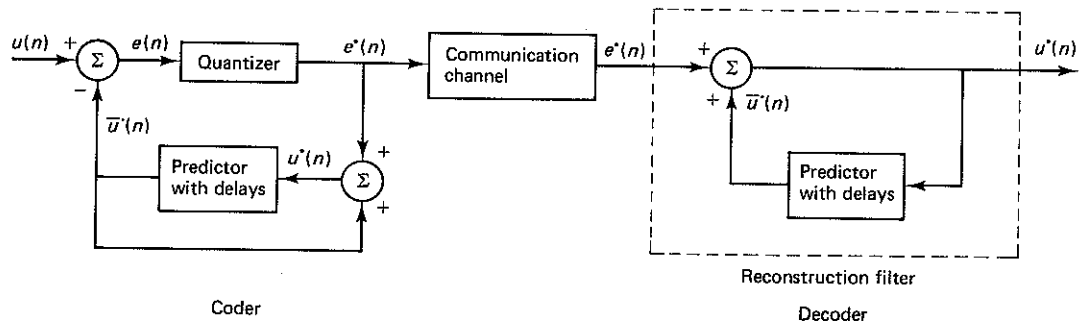 u(n)
+
Σ
−
e(n)
Quantizer
e*(n)
Communication
channel
e*(n)
+
Σ
+
u̅*(n)
u*(n)
u̅*(n)
Predictor
with delays
u*(n)
+
Σ
+
Predictor
with delays
Reconstruction filter
Coder
Decoder